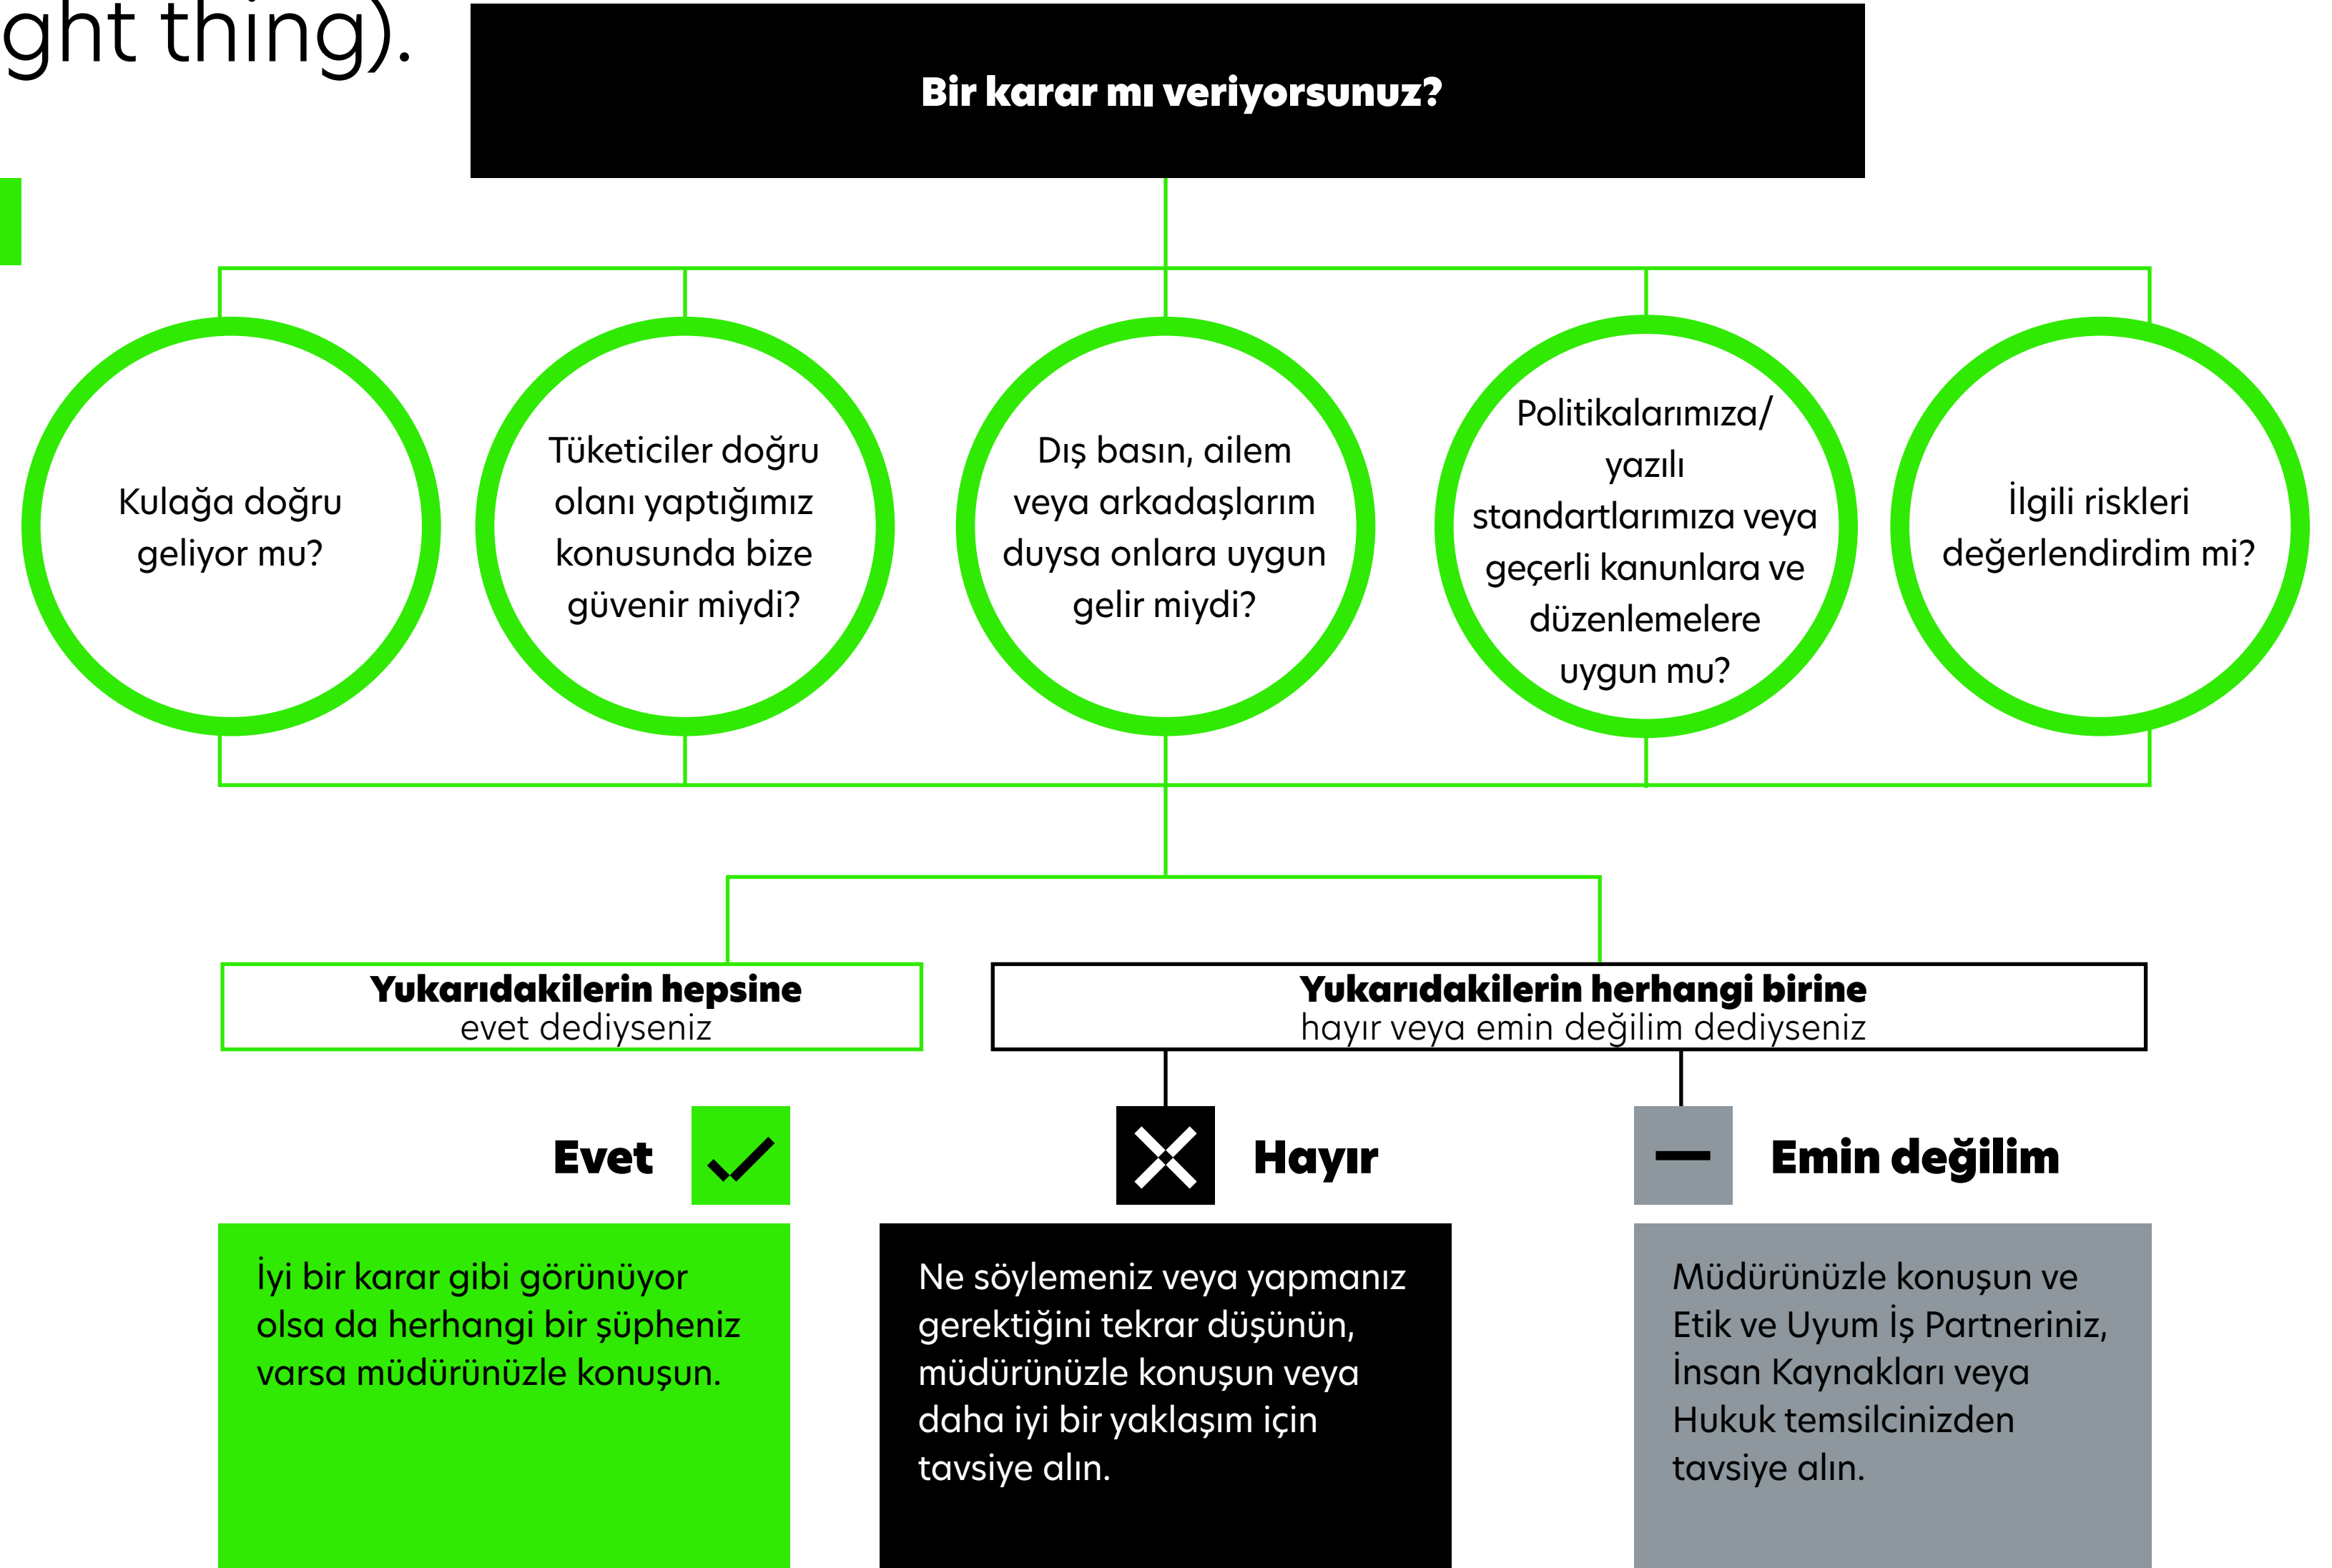 ght thing).
Bir karar mı veriyorsunuz?
Kulağa doğru
geliyor mu?
Tüketiciler doğru
olanı yaptığımız
konusunda bize
güvenir miydi?
Dış basın, ailem
veya arkadaşlarım
duysa onlara uygun
gelir miydi?
Politikalarımıza/
yazılı
standartlarımıza veya
geçerli kanunlara ve
düzenlemelere
uygun mu?
İlgili riskleri
değerlendirdim mi?
Yukarıdakilerin hepsine
evet dediyseniz
Yukarıdakilerin herhangi birine
hayır veya emin değilim dediyseniz
Evet
İyi bir karar gibi görünüyor
olsa da herhangi bir şüpheniz
varsa müdürünüzle konuşun.
Hayır
Ne söylemeniz veya yapmanız
gerektiğini tekrar düşünün,
müdürünüzle konuşun veya
daha iyi bir yaklaşım için
tavsiye alın.
Emin değilim
Müdürünüzle konuşun ve
Etik ve Uyum İş Partneriniz,
İnsan Kaynakları veya
Hukuk temsilcinizden
tavsiye alın.